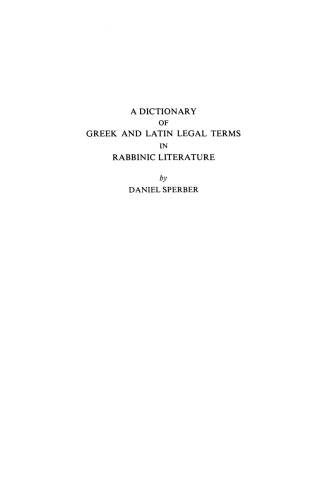 A DICTIONARY
OF
GREEK AND LATIN LEGAL TERMS
IN
RABBINIC LITERATURE
by
DANIEL SPERBER